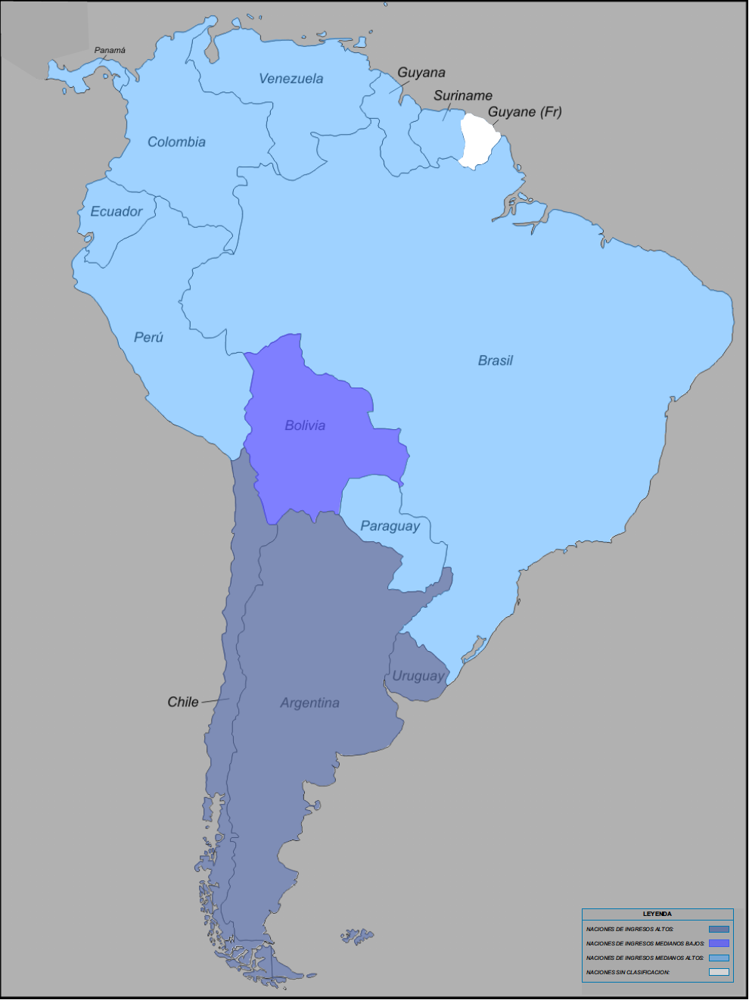 Panamá
Venezuela
Guyana
Suriname
Guyane (Fr)
Colombia
Ecuador
Perú
Brasil
Bolivia
Paraguay
Uruguay
Chile
Argentina
LEYENDA
NACIONES DE INGRESOS ALTOS:
NACIONES DE INGRESOS MEDIANOS BAJOS:
NACIONES DE INGRESOS MEDIANOS ALTOS:
NACIONES SIN CLASIFICACION: